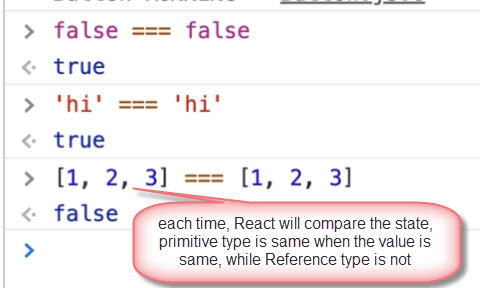 > false === false
<· true
> 'hi' === 'hi'
<· true
> [1, 2, 3] === [1, 2, 3]
<· false
each time, React will compare the state,
primitive type is same when the value is
same, while Reference type is not
>